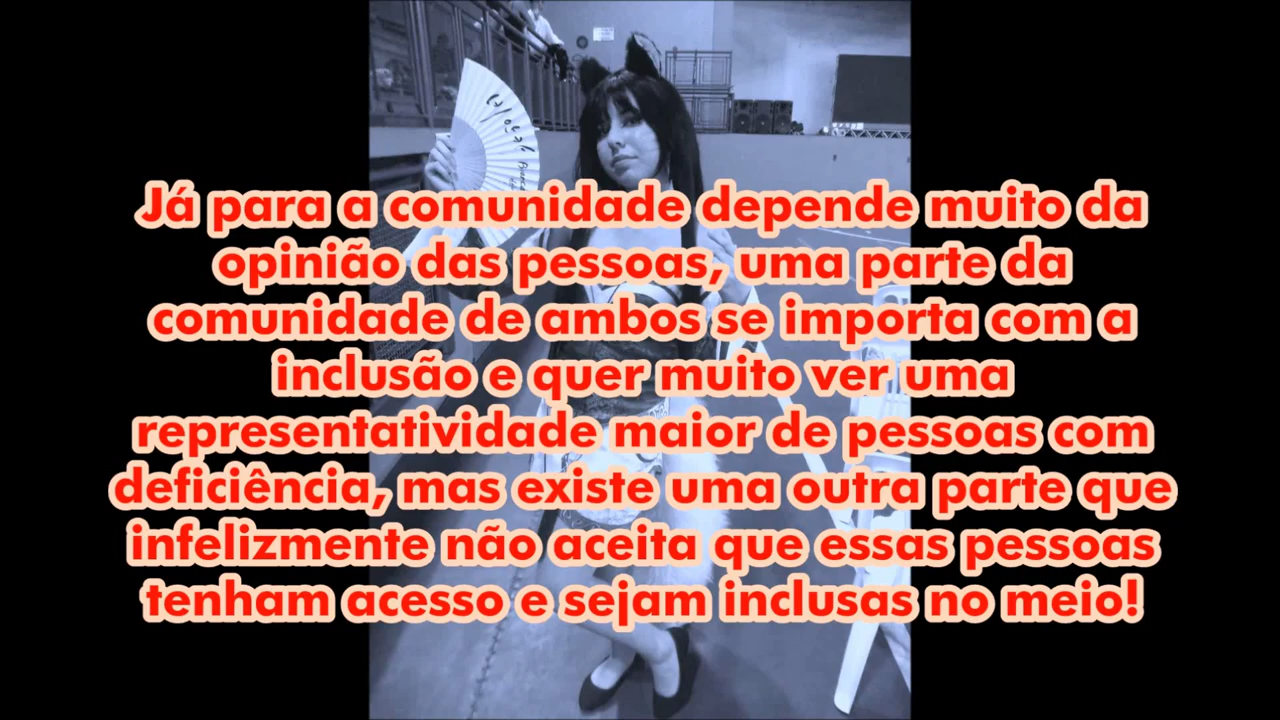 Já para a comunidade depende muito da
opinião das pessoas, uma parte da
comunidade de ambos se importa com a
inclusão e quer muito ver uma
representatividade maior de pessoas com
deficiência, mas existe uma outra parte que
infelizmente não aceita que essas pessoas
tenham acesso e sejam inclusas no meio!